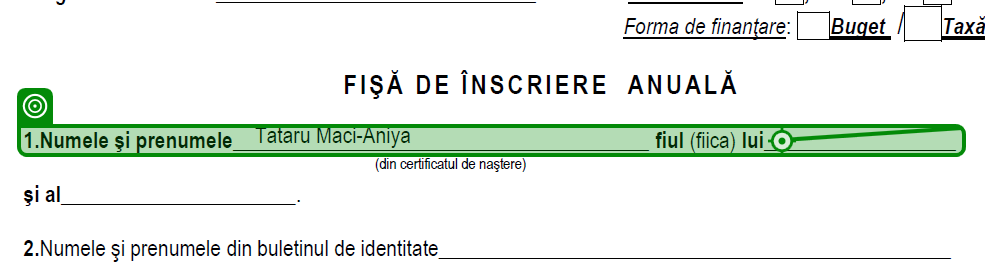 Forma de finanţare: Buget / Taxă
FIŞĂ DE ÎNSCRIERE ANUALĂ
1.Numele şi prenumele Tataru Maci-Aniya fiul (fiica) lui
(din certificatul de naştere)
şi al.
2.Numele şi prenumele din buletinul de identitate